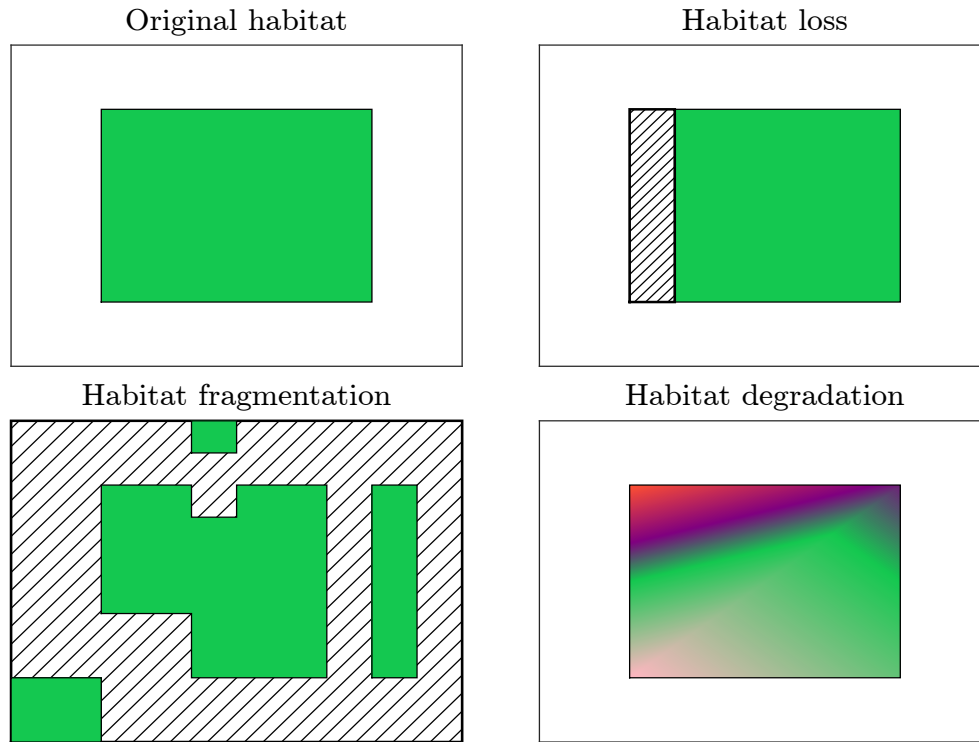 Original habitat
Habitat loss
Habitat fragmentation
Habitat degradation